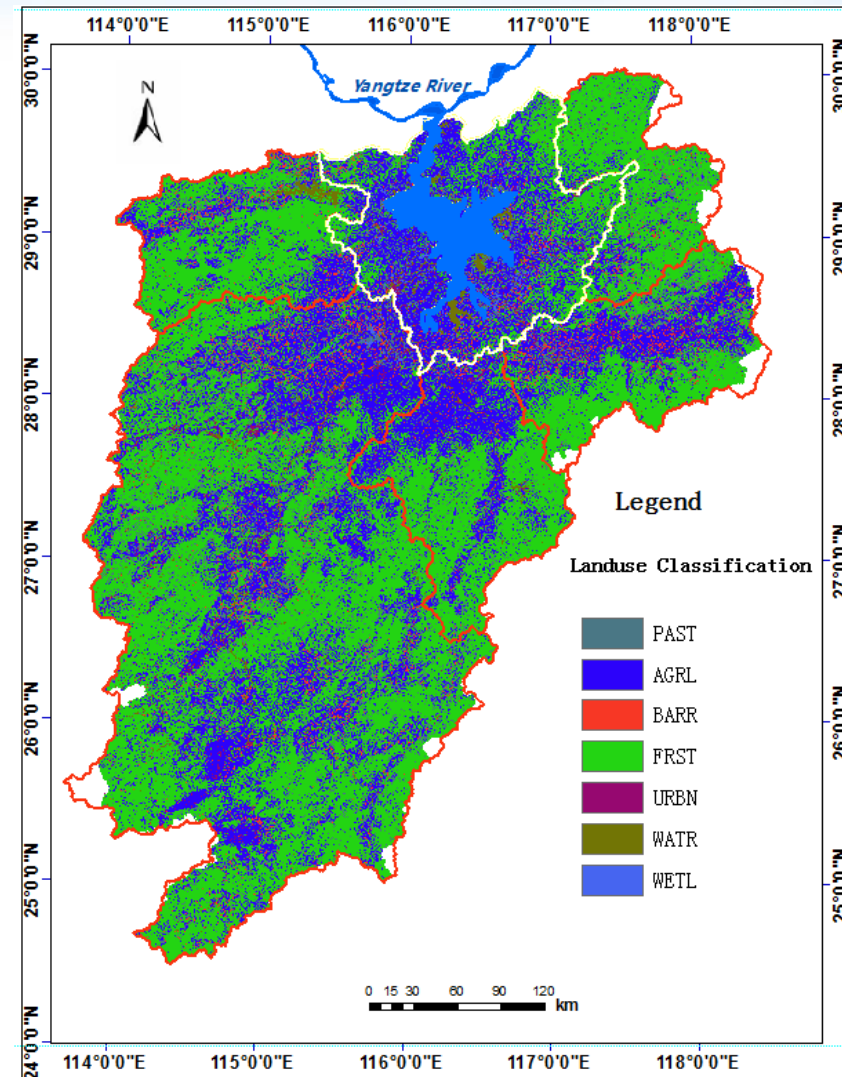 114°0'0"E 115°0'0"E 116°0'0"E 117°0'0"E 118°0'0"E
30°0'0"N
29°0'0"N
28°0'0"N
27°0'0"N
26°0'0"N
25°0'0"N
24°0'0"N
N
Yangtze River
Legend
Landuse Classification
PAST
AGRL
BARR
FRST
URBN
WATR
WETL
0 15 30 60 90 120
km
114°0'0"E 115°0'0"E 116°0'0"E 117°0'0"E 118°0'0"E